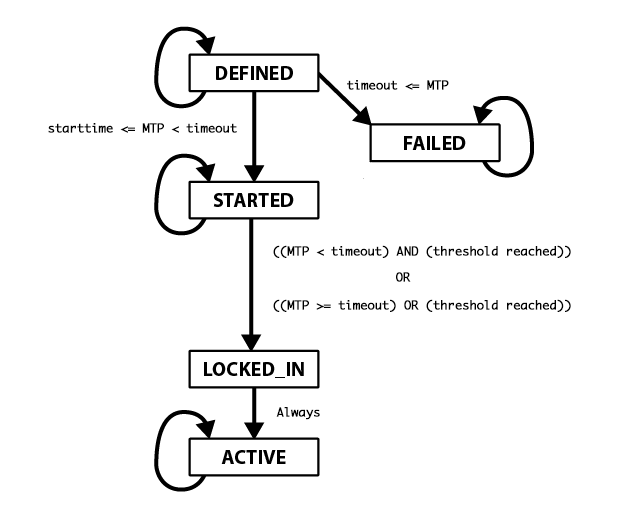 DEFINED
timeout <= MTP
starttime <= MTP < timeout
FAILED
STARTED
((MTP < timeout) AND (threshold reached))
OR
((MTP >= timeout) OR (threshold reached))
LOCKED_IN
Always
ACTIVE